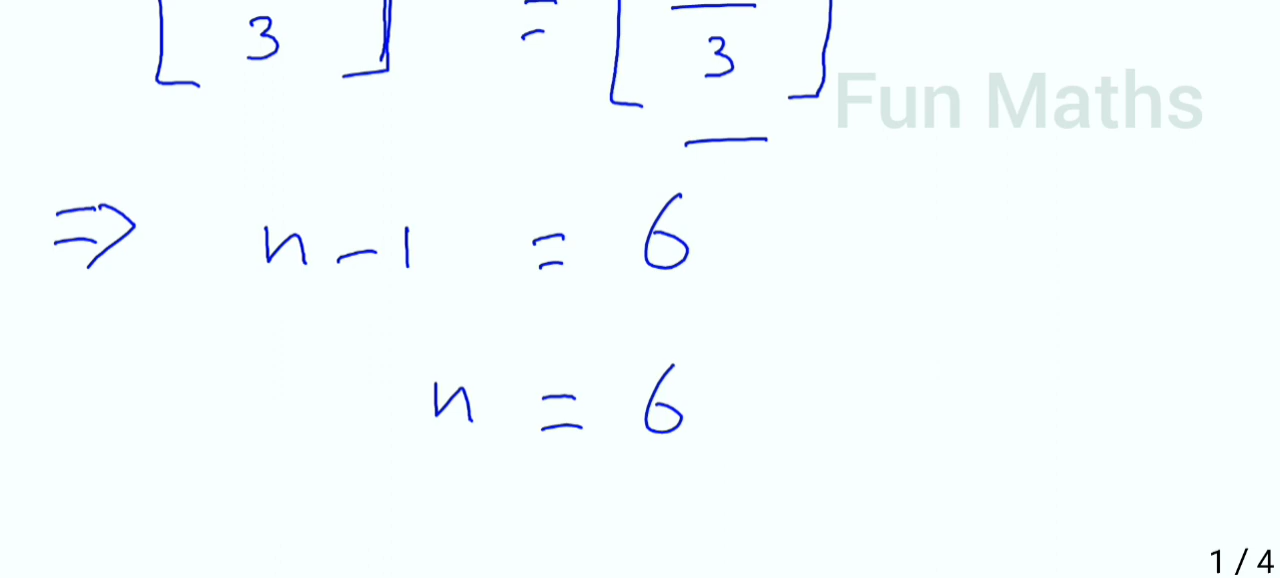 [ 3 ] = [ 3 ]
Fun Maths
⇒ n - 1 = 6
n = 6
1 / 4